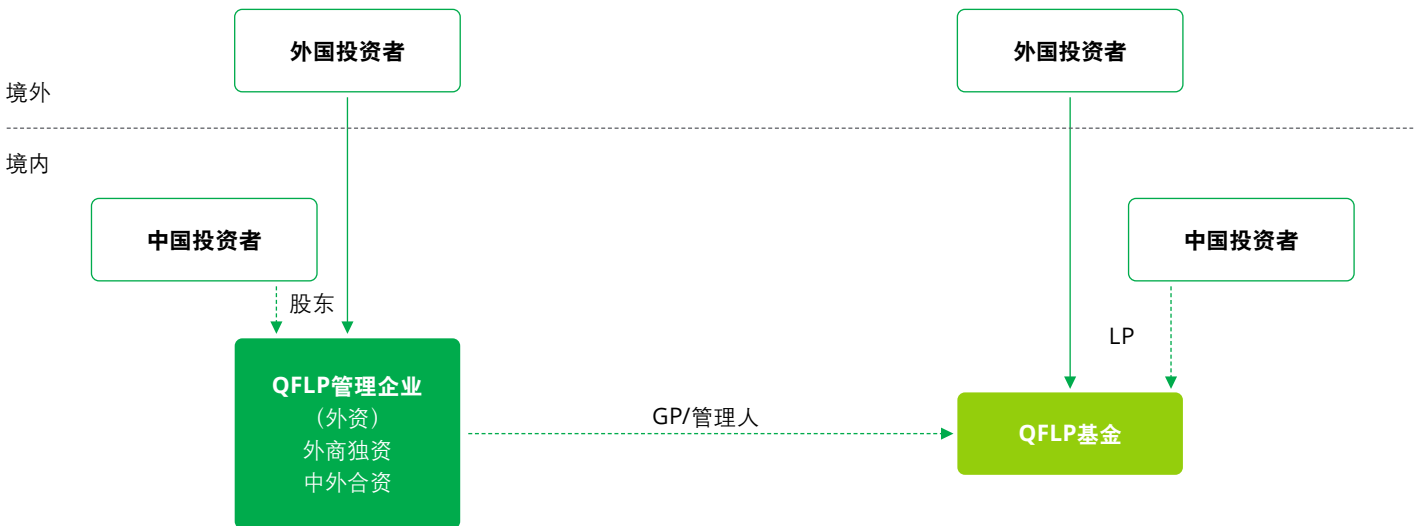 外国投资者
外国投资者
境外
境内
中国投资者
中国投资者
股东
LP
QFLP管理企业
（外资）
外商独资
中外合资
GP/管理人
QFLP基金